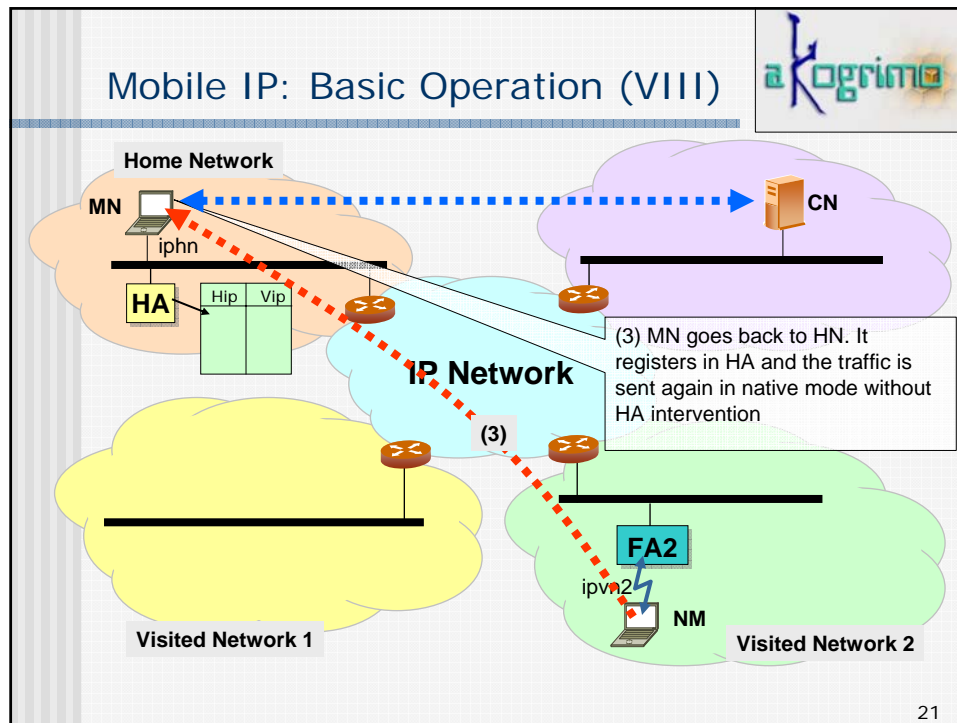 Mobile IP: Basic Operation (VIII)
akogrimo
Home Network
MN
CN
iphn
HA
Hip Vip
(3) MN goes back to HN. It
registers in HA and the traffic is
sent again in native mode without
HA intervention
IP Network
(3)
FA2
ipvn2
NM
Visited Network 1
Visited Network 2
21